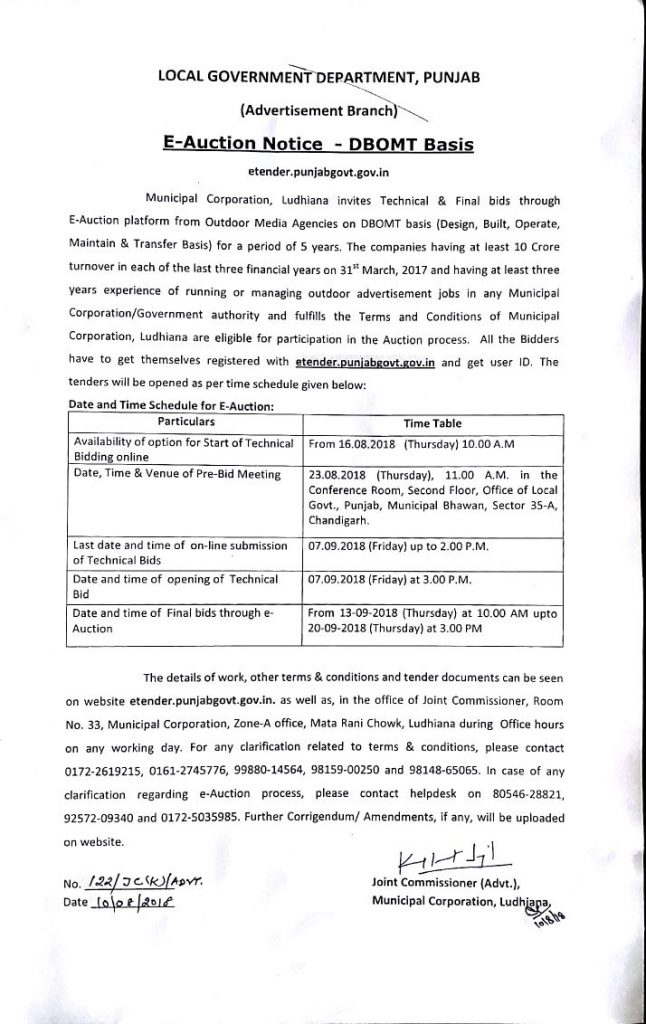 LOCAL GOVERNMENT DEPARTMENT, PUNJAB
(Advertisement Branch)
E-Auction Notice - DBOMT Basis
etender.punjabgovt.gov.in
Municipal Corporation, Ludhiana invites Technical & Final bids through
E-Auction platform from Outdoor Media Agencies on DBOMT basis (Design, Built, Operate,
Maintain & Transfer Basis) for a period of 5 years. The companies having at least 10 Crore
turnover in each of the last three financial years on 31st March, 2017 and having at least three
years experience of running or managing outdoor advertisement jobs in any Municipal
Corporation/Government authority and fulfills the Terms and Conditions of Municipal
Corporation, Ludhiana are eligible for participation in the Auction process. All the Bidders
have to get themselves registered with etender.punjabgovt.gov.in and get user ID. The
tenders will be opened as per time schedule given below:
Date and Time Schedule for E-Auction:
Particulars Time Table
Availability of option for Start of Technical
Bidding online
From 16.08.2018 (Thursday) 10.00 A.M
Date, Time & Venue of Pre-Bid Meeting
23.08.2018 (Thursday), 11.00 A.M. in the
Conference Room, Second Floor, Office of Local
Govt., Punjab, Municipal Bhawan, Sector 35-A,
Chandigarh.
Last date and time of on-line submission
of Technical Bids
07.09.2018 (Friday) up to 2.00 P.M.
Date and time of opening of Technical
Bid
07.09.2018 (Friday) at 3.00 P.M.
Date and time of Final bids through e-
Auction
From 13-09-2018 (Thursday) at 10.00 AM upto
20-09-2018 (Thursday) at 3.00 PM
The details of work, other terms & conditions and tender documents can be seen
on website etender.punjabgovt.gov.in. as well as, in the office of Joint Commissioner, Room
No. 33, Municipal Corporation, Zone-A office, Mata Rani Chowk, Ludhiana during Office hours
on any working day. For any clarification related to terms & conditions, please contact
0172-2619215, 0161-2745776, 99880-14564, 98159-00250 and 98148-65065. In case of any
clarification regarding e-Auction process, please contact helpdesk on 80546-28821,
92572-09340 and 0172-5035985. Further Corrigendum/ Amendments, if any, will be uploaded
on website.
No. 122/JC(K)/ADVT.
Date 10/08/2018
Joint Commissioner (Advt.),
Municipal Corporation, Ludhiana,
10/8/18